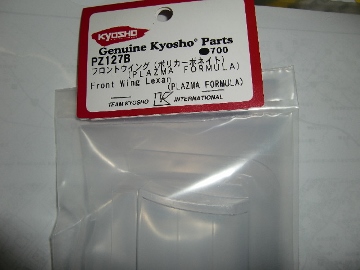 KYOSHO
Genuine Kyosho® Parts
PZ127B ●700
フロントウイング (ポリカーボネイト)
(PLAZMA FORMULA)
Front Wing Lexan
(PLAZMA FORMULA)
TEAM KYOSHO INTERNATIONAL